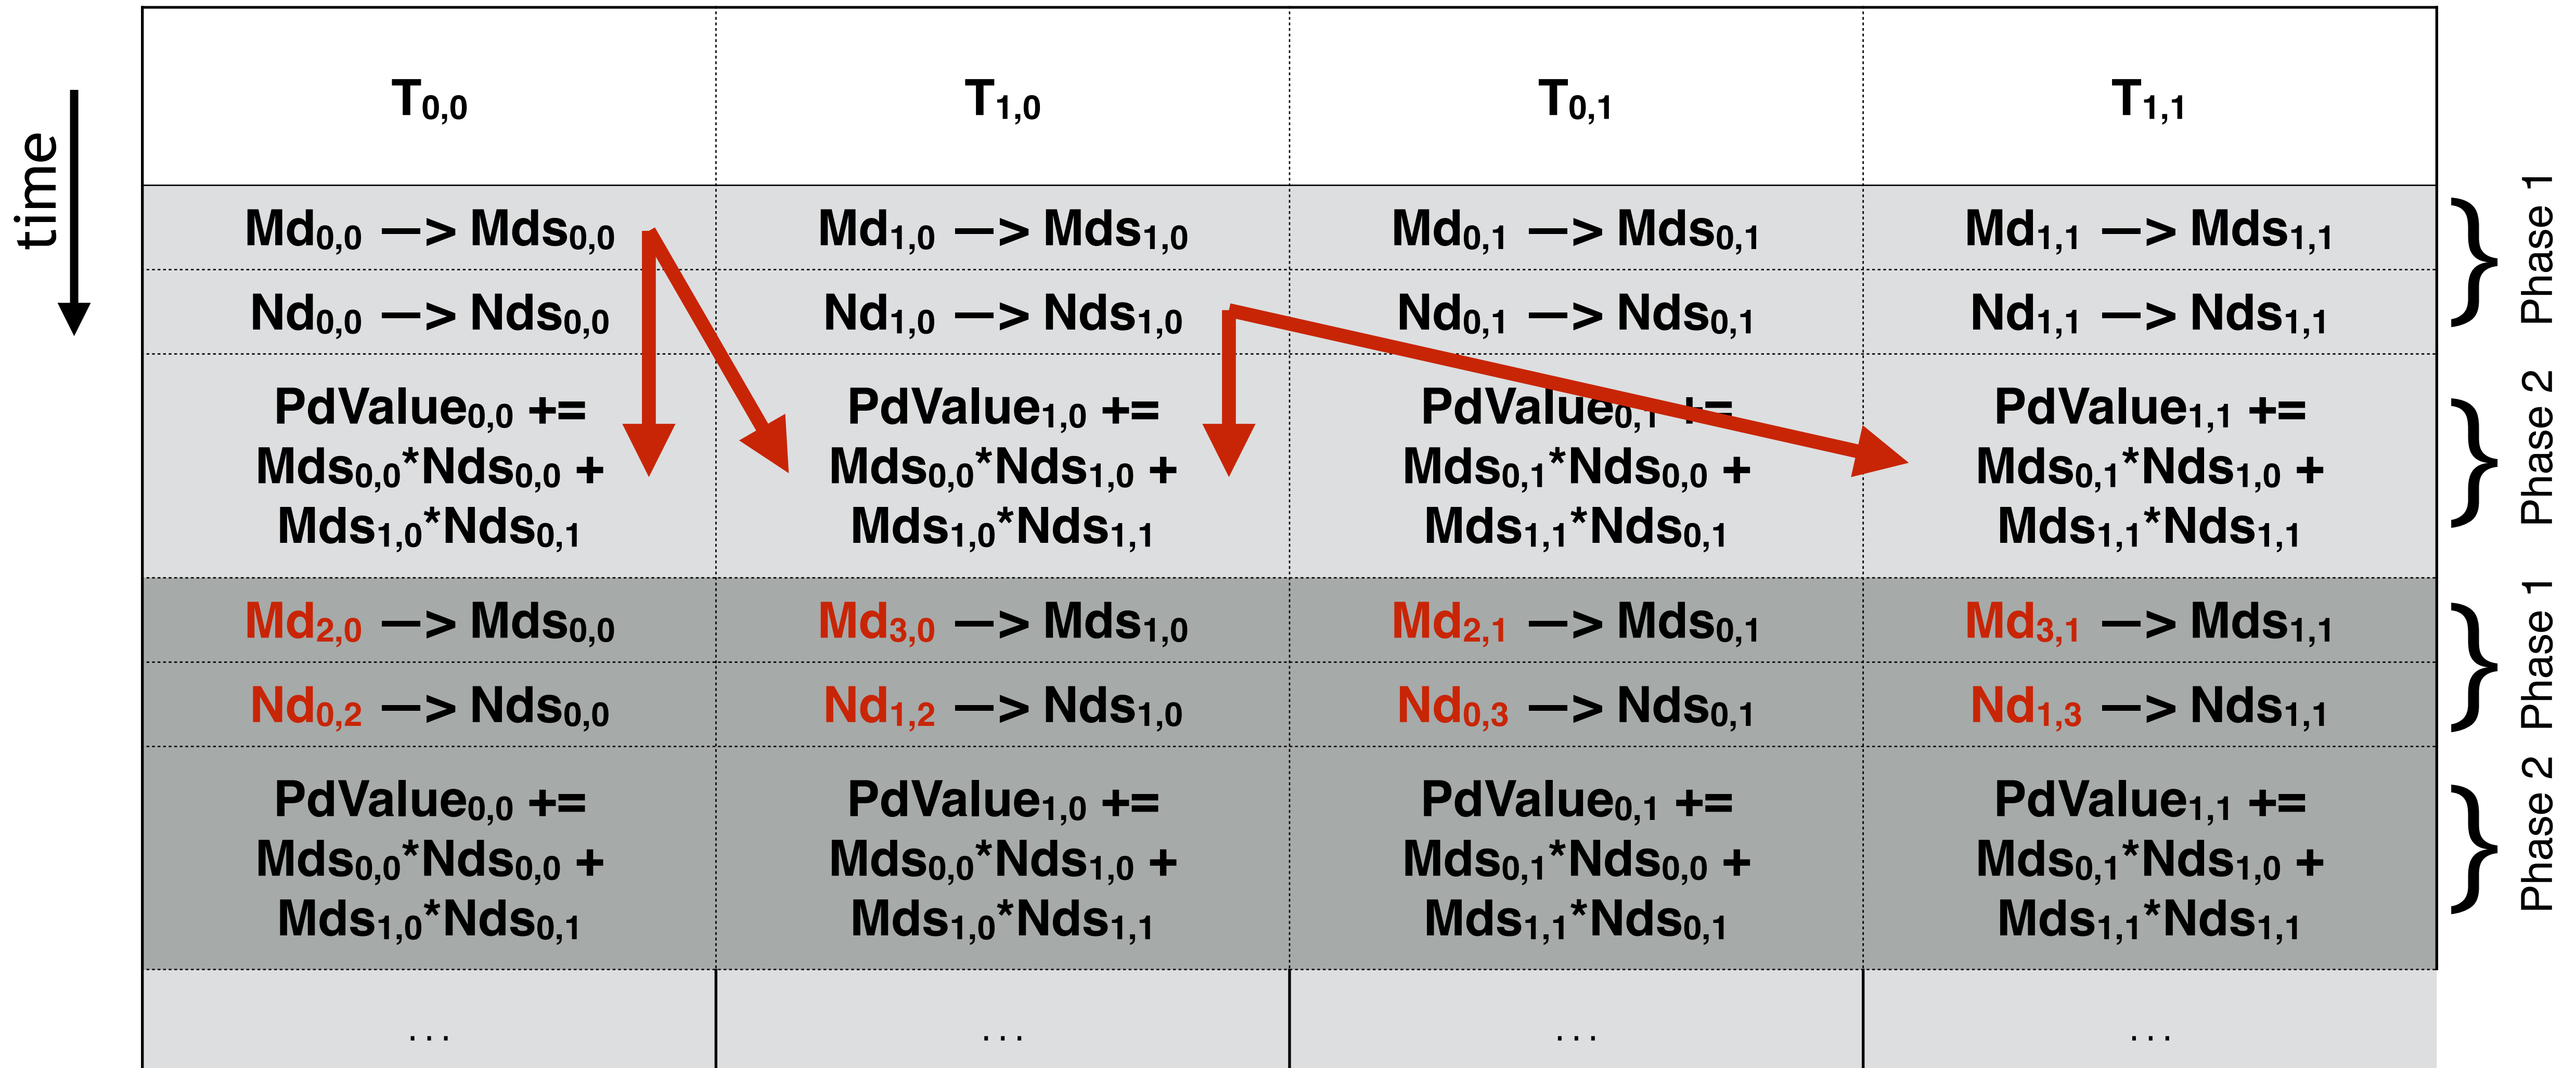 time
T0,0 T1,0 T0,1 T1,1
Md0,0 —> Mds0,0 Md1,0 —> Mds1,0 Md0,1 —> Mds0,1 Md1,1 —> Mds1,1
Phase 1
Nd0,0 —> Nds0,0 Nd1,0 —> Nds1,0 Nd0,1 —> Nds0,1 Nd1,1 —> Nds1,1
PdValue0,0 += PdValue1,0 += PdValue0,1 += PdValue1,1 +=
Mds0,0*Nds0,0 + Mds0,0*Nds1,0 + Mds0,1*Nds0,0 + Mds0,1*Nds1,0 +
Phase 2
Mds1,0*Nds0,1 Mds1,0*Nds1,1 Mds1,1*Nds0,1 Mds1,1*Nds1,1
Md2,0 —> Mds0,0 Md3,0 —> Mds1,0 Md2,1 —> Mds0,1 Md3,1 —> Mds1,1
Phase 1
Nd0,2 —> Nds0,0 Nd1,2 —> Nds1,0 Nd0,3 —> Nds0,1 Nd1,3 —> Nds1,1
PdValue0,0 += PdValue1,0 += PdValue0,1 += PdValue1,1 +=
Mds0,0*Nds0,0 + Mds0,0*Nds1,0 + Mds0,1*Nds0,0 + Mds0,1*Nds1,0 +
Phase 2
Mds1,0*Nds0,1 Mds1,0*Nds1,1 Mds1,1*Nds0,1 Mds1,1*Nds1,1
... ... ... ...